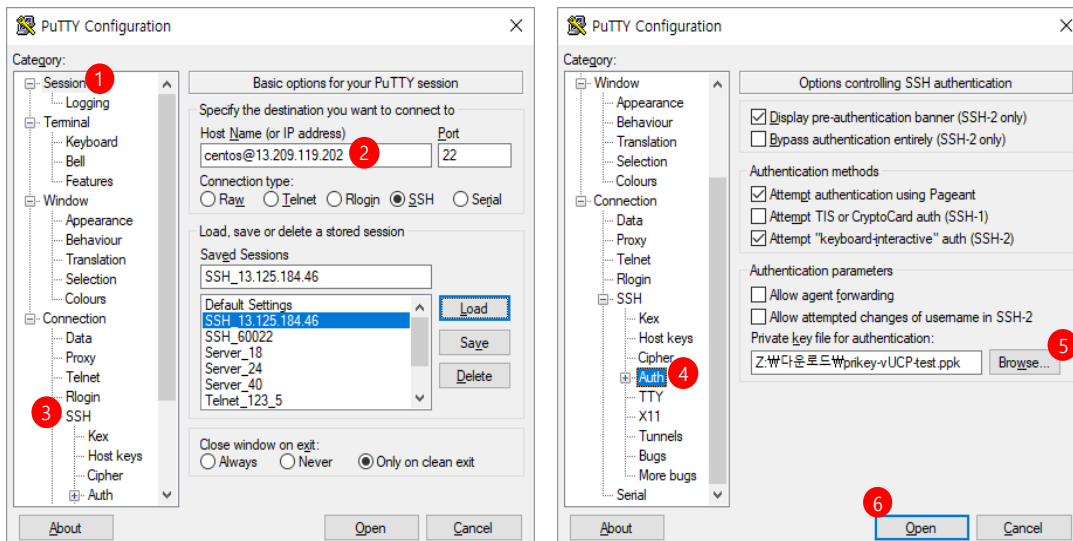 PuTTY Configuration
Category:
Session
1
Logging
Terminal
Keyboard
Bell
Features
Window
Appearance
Behaviour
Translation
Selection
Colours
Connection
Data
Proxy
Telnet
Rlogin
3
SSH
Kex
Host keys
Cipher
Auth
Basic options for your PuTTY session
Specify the destination you want to connect to
Host Name (or IP address) Port
centos@13.209.119.202 2 22
Connection type:
Raw Telnet Rlogin SSH Serial
Load, save or delete a stored session
Saved Sessions
SSH_13.125.184.46
Default Settings
SSH_13.125.184.46
SSH_60022
Server_18
Server_24
Server_40
Telnet_123_5
Load
Save
Delete
Close window on exit:
Always Never Only on clean exit
About Open Cancel
PuTTY Configuration
Category:
Window
Appearance
Behaviour
Translation
Selection
Colours
Connection
Data
Proxy
Telnet
Rlogin
SSH
Kex
Host keys
Cipher
Auth 4
TTY
X11
Tunnels
Bugs
More bugs
Serial
Options controlling SSH authentication
Display pre-authentication banner (SSH-2 only)
Bypass authentication entirely (SSH-2 only)
Authentication methods
Attempt authentication using Pageant
Attempt TIS or CryptoCard auth (SSH-1)
Attempt "keyboard-interactive" auth (SSH-2)
Authentication parameters
Allow agent forwarding
Allow attempted changes of username in SSH-2
Private key file for authentication:
5
Z:₩다운로드₩prikey-vUCP-test.ppk Browse...
6
About Open Cancel